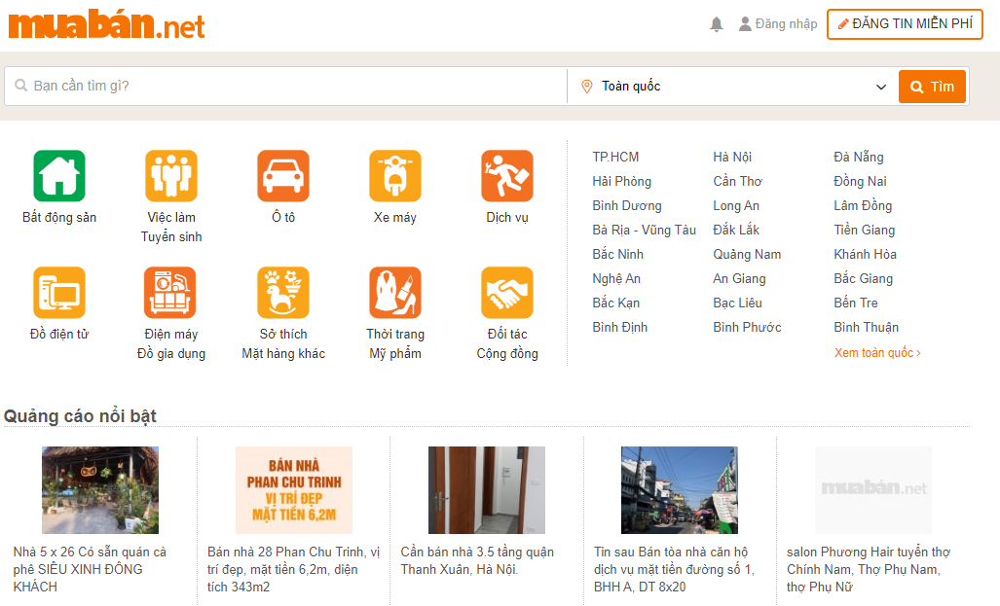 muabán.net
Đăng nhập
ĐĂNG TIN MIỄN PHÍ
Bạn cần tìm gì?
Toàn quốc
Tìm
Bất động sản
Việc làm
Tuyển sinh
Ô tô
Xe máy
Dịch vụ
Đồ điện tử
Điện máy
Đồ gia dụng
Sở thích
Mặt hàng khác
Thời trang
Mỹ phẩm
Đối tác
Cộng đồng
TP.HCM
Hà Nội
Đà Nẵng
Hải Phòng
Cần Thơ
Đồng Nai
Bình Dương
Long An
Lâm Đồng
Bà Rịa - Vũng Tàu
Đắk Lắk
Tiền Giang
Bắc Ninh
Quảng Nam
Khánh Hòa
Nghệ An
An Giang
Bắc Giang
Bắc Kạn
Bạc Liêu
Bến Tre
Bình Định
Bình Phước
Bình Thuận
Xem toàn quốc ›
Quảng cáo nổi bật
BÁN NHÀ
PHAN CHU TRINH
VỊ TRÍ ĐẸP
MẶT TIỀN 6,2M
muabán.net
Nhà 5 x 26 Có sẵn quán cà
phê SIÊU XINH ĐÔNG
KHÁCH
Bán nhà 28 Phan Chu Trinh, vị
trí đẹp, mặt tiền 6,2m, diện
tích 343m2
Cần bán nhà 3.5 tầng quận
Thanh Xuân, Hà Nội.
Tin sau Bán tòa nhà căn hộ
dịch vụ mặt tiền đường số 1,
BHH A, DT 8x20
salon Phương Hair tuyển thợ
Chính Nam, Thợ Phụ Nam,
thợ Phụ Nữ